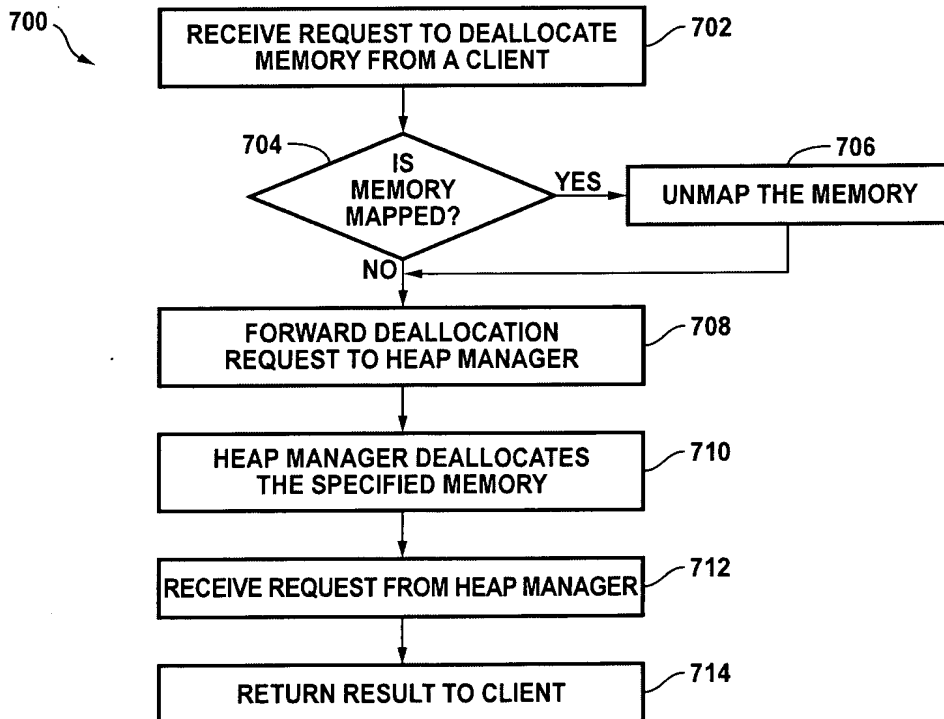 700
RECEIVE REQUEST TO DEALLOCATE
MEMORY FROM A CLIENT
702
704
IS
MEMORY
MAPPED?
YES
706
UNMAP THE MEMORY
NO
FORWARD DEALLOCATION
REQUEST TO HEAP MANAGER
708
HEAP MANAGER DEALLOCATES
THE SPECIFIED MEMORY
710
RECEIVE REQUEST FROM HEAP MANAGER
712
RETURN RESULT TO CLIENT
714